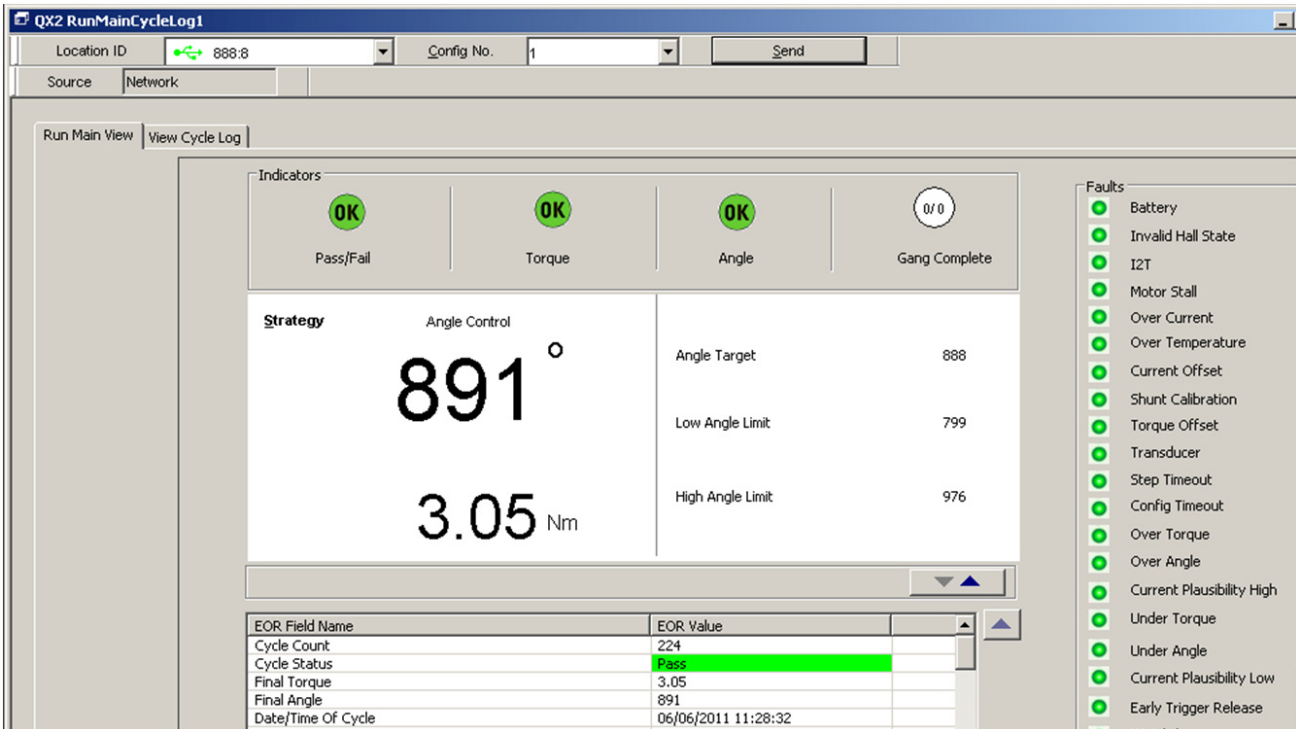 QX2 RunMainCycleLog1
Location ID 888:8 Config No. 1 Send
Source Network
Run Main View View Cycle Log
Indicators
OK OK OK 0/0
Pass/Fail Torque Angle Gang Complete
Strategy Angle Control
891°
3.05 Nm
Angle Target 888
Low Angle Limit 799
High Angle Limit 976
EOR Field Name EOR Value
Cycle Count 224
Cycle Status Pass
Final Torque 3.05
Final Angle 891
Date/Time Of Cycle 06/06/2011 11:28:32
Faults
Battery
Invalid Hall State
I2T
Motor Stall
Over Current
Over Temperature
Current Offset
Shunt Calibration
Torque Offset
Transducer
Step Timeout
Config Timeout
Over Torque
Over Angle
Current Plausibility High
Under Torque
Under Angle
Current Plausibility Low
Early Trigger Release